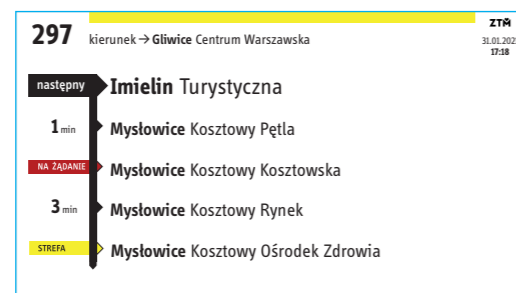 297 kierunek → Gliwice Centrum Warszawska
ZTM
31.01.202
17:18
następny Imielin Turystyczna
1 min Mysłowice Kosztowy Pętla
NA ŻĄDANIE Mysłowice Kosztowy Kosztowska
3 min Mysłowice Kosztowy Rynek
STREFA Mysłowice Kosztowy Ośrodek Zdrowia